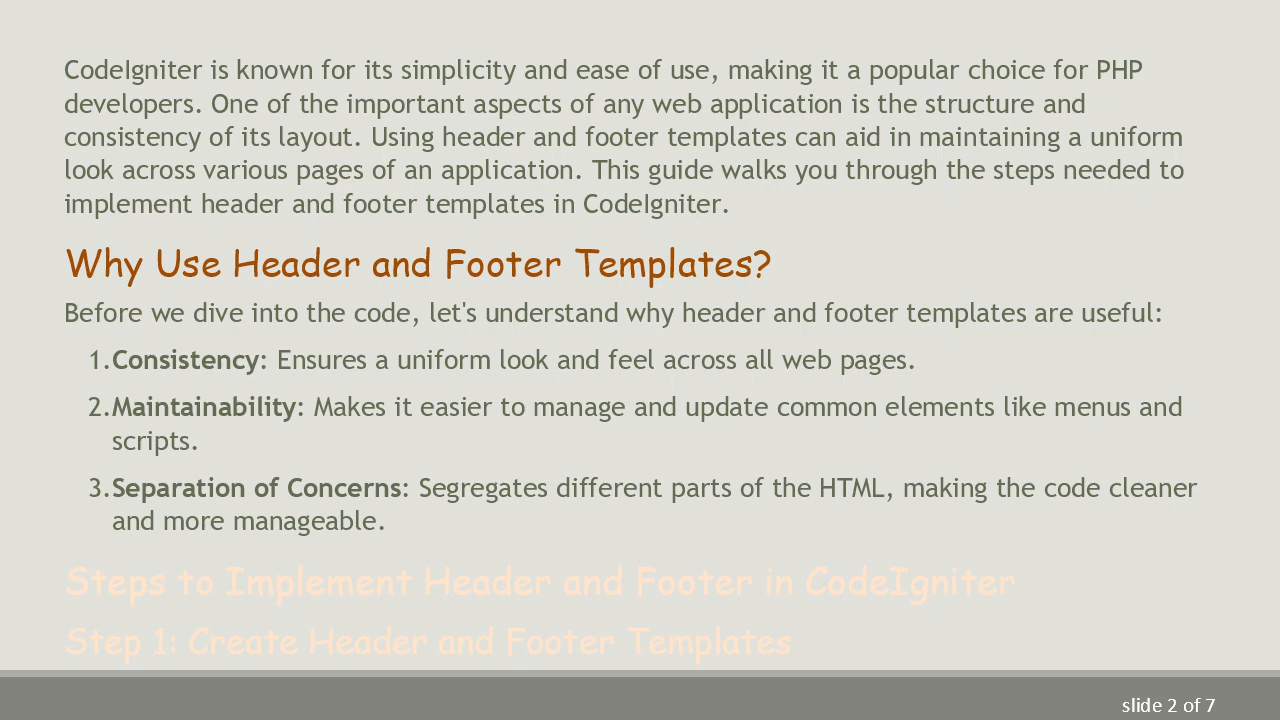 CodeIgniter is known for its simplicity and ease of use, making it a popular choice for PHP
developers. One of the important aspects of any web application is the structure and
consistency of its layout. Using header and footer templates can aid in maintaining a uniform
look across various pages of an application. This guide walks you through the steps needed to
implement header and footer templates in CodeIgniter.
Why Use Header and Footer Templates?
Before we dive into the code, let's understand why header and footer templates are useful:
1.Consistency: Ensures a uniform look and feel across all web pages.
2.Maintainability: Makes it easier to manage and update common elements like menus and
scripts.
3.Separation of Concerns: Segregates different parts of the HTML, making the code cleaner
and more manageable.
Steps to Implement Header and Footer in CodeIgniter
Step 1: Create Header and Footer Templates
slide 2 of 7